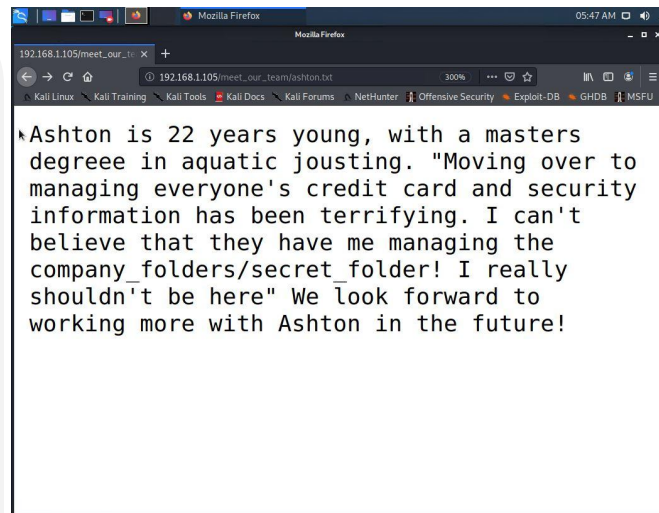 Mozilla Firefox
05:47 AM
Mozilla Firefox
192.168.1.105/meet_our_te
192.168.1.105/meet_our_team/ashton.txt
300%
Kali Linux Kali Training Kali Tools Kali Docs Kali Forums NetHunter Offensive Security Exploit-DB GHDB MSFU
Ashton is 22 years young, with a masters
degreee in aquatic jousting. "Moving over to
managing everyone's credit card and security
information has been terrifying. I can't
believe that they have me managing the
company_folders/secret_folder! I really
shouldn't be here" We look forward to
working more with Ashton in the future!